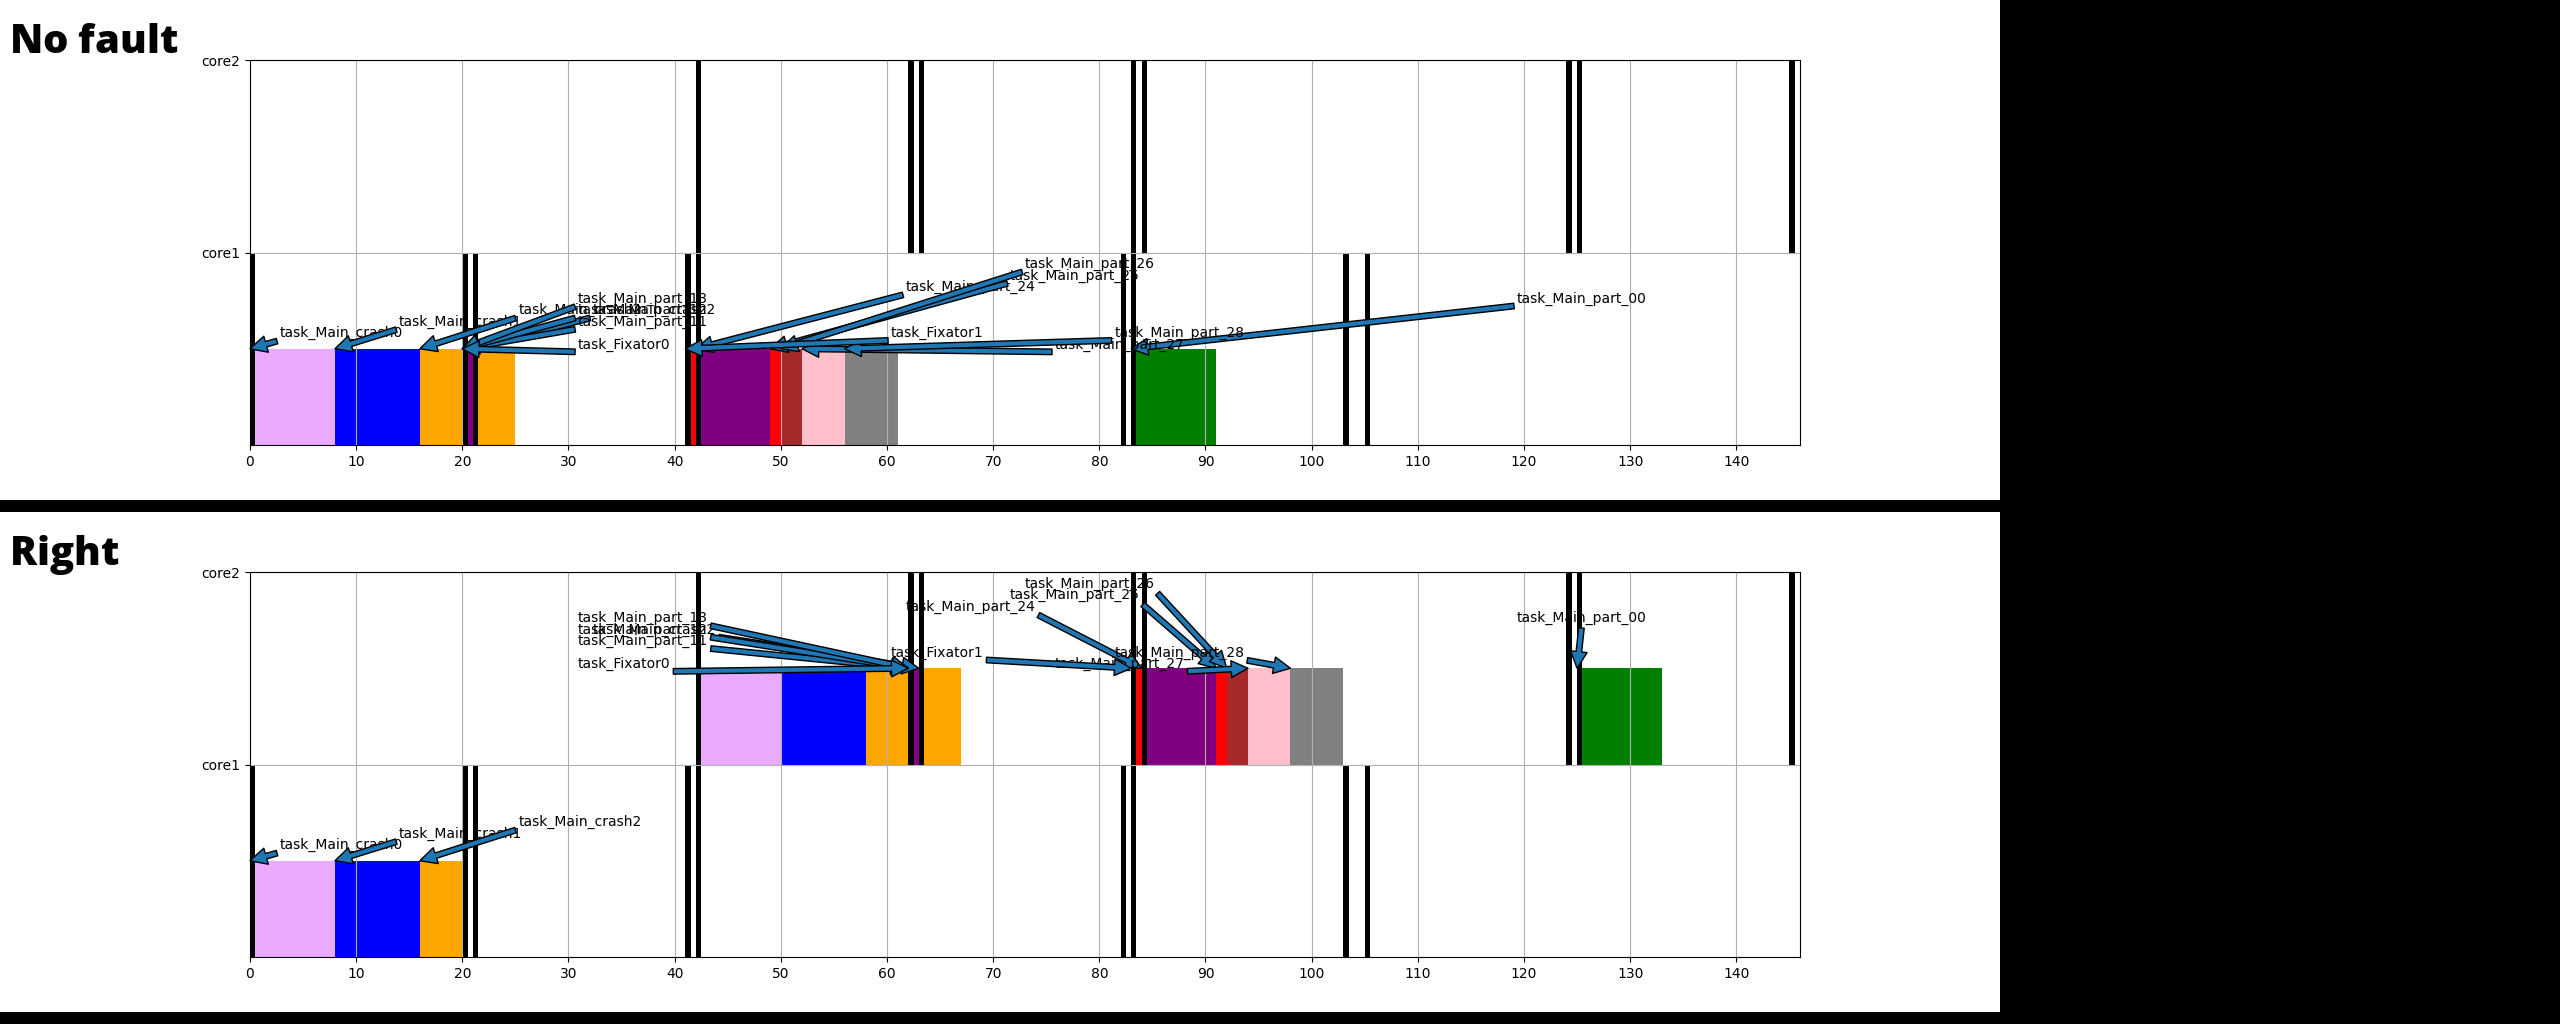 No fault
core2
core1
task_Main_part_26
task_Main_part_25
task_Main_part_24
task_Main_part_13
task_Main_part_00
task_Main_crash2
task_Main_part_11
task_Main_crash1
task_Main_crash0
task_Fixator1
task_Main_part_28
task_Fixator0
task_Main_part_27
0 10 20 30 40 50 60 70 80 90 100 110 120 130 140
Right
core2
task_Main_part_26
task_Main_part_25
task_Main_part_24
task_Main_part_13
task_Main_part_00
task_Main_part_11
task_Fixator1
task_Main_part_28
task_Fixator0
task_Main_part_27
core1
task_Main_crash2
task_Main_crash1
task_Main_crash0
0 10 20 30 40 50 60 70 80 90 100 110 120 130 140